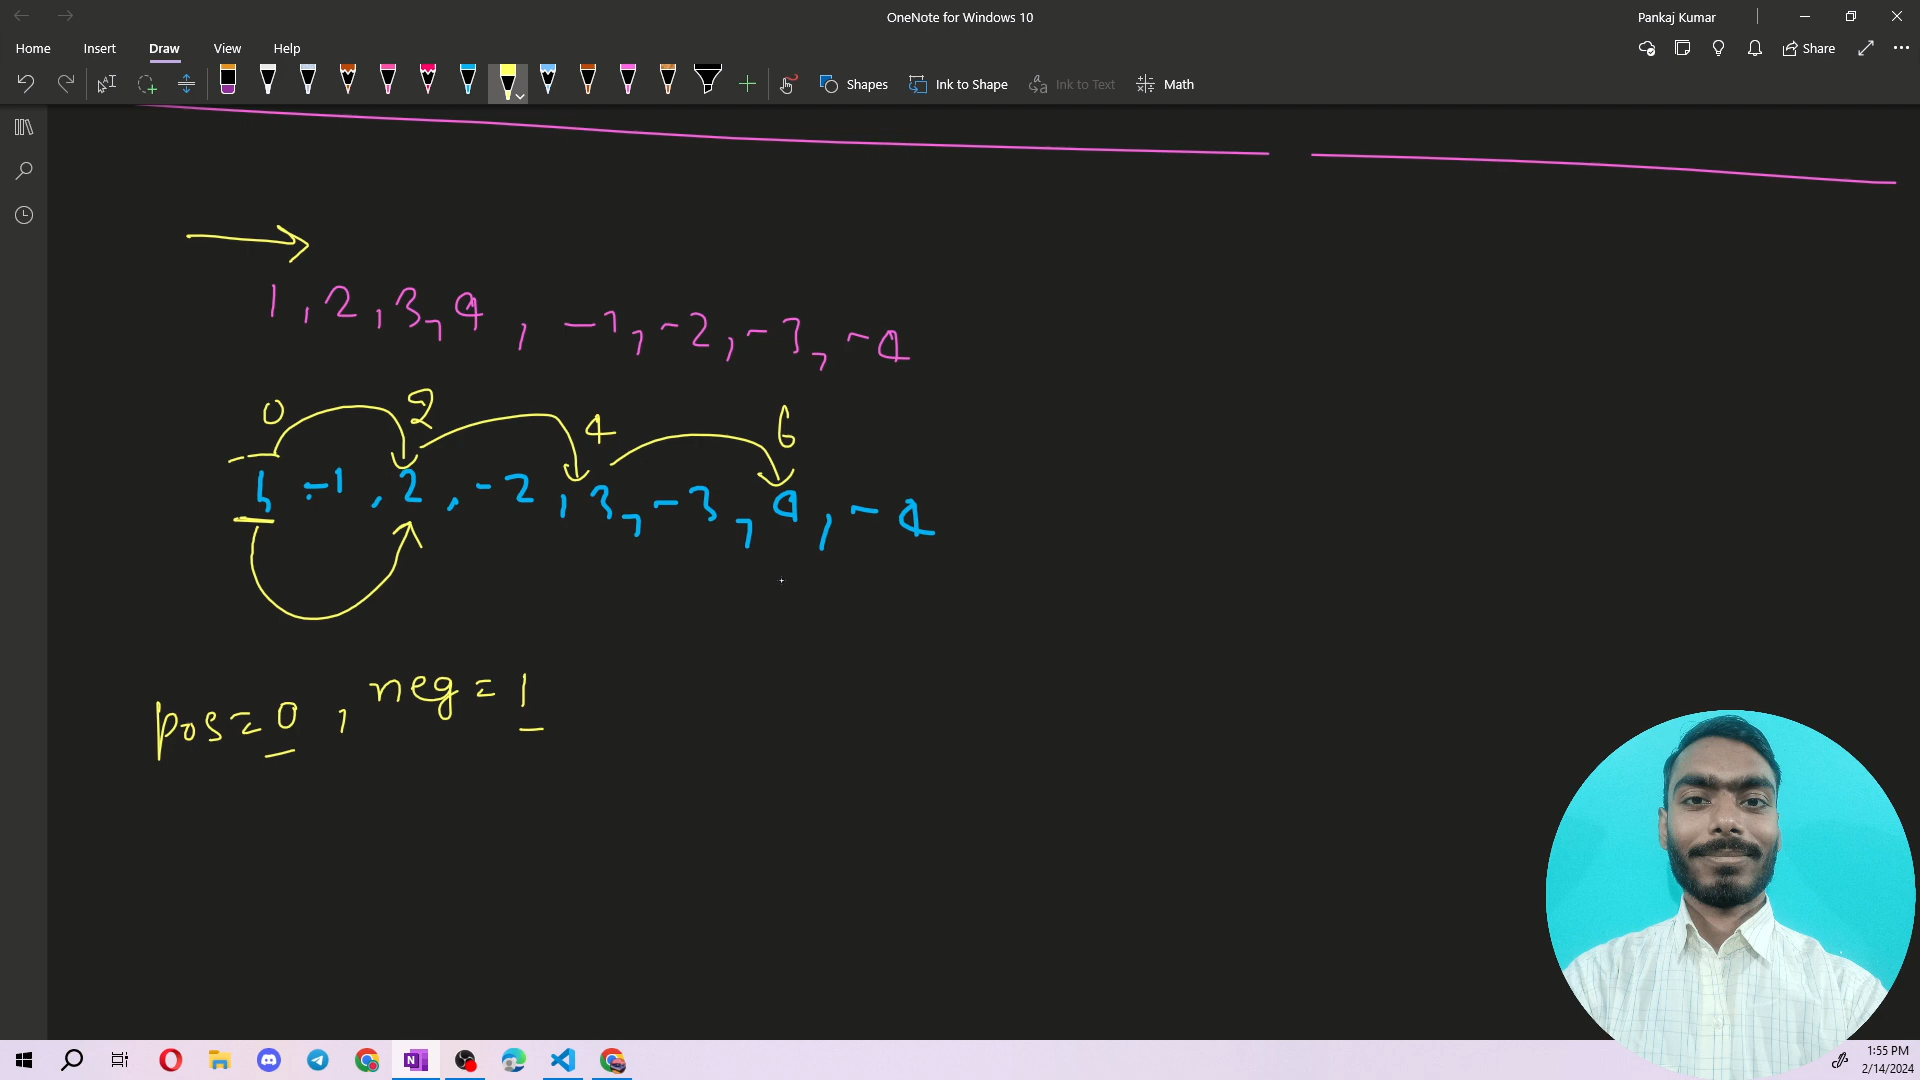 OneNote for Windows 10
Pankaj Kumar
Home Insert Draw View Help
Share
Shapes Ink to Shape Ink to Text Math
1, 2, 3, 4, -1, -2, -3, -4
0 2 4 6
1, -1, 2, -2, 3, -3, 4, -4
pos = 0, neg = 1
1:55 PM
2/14/2024